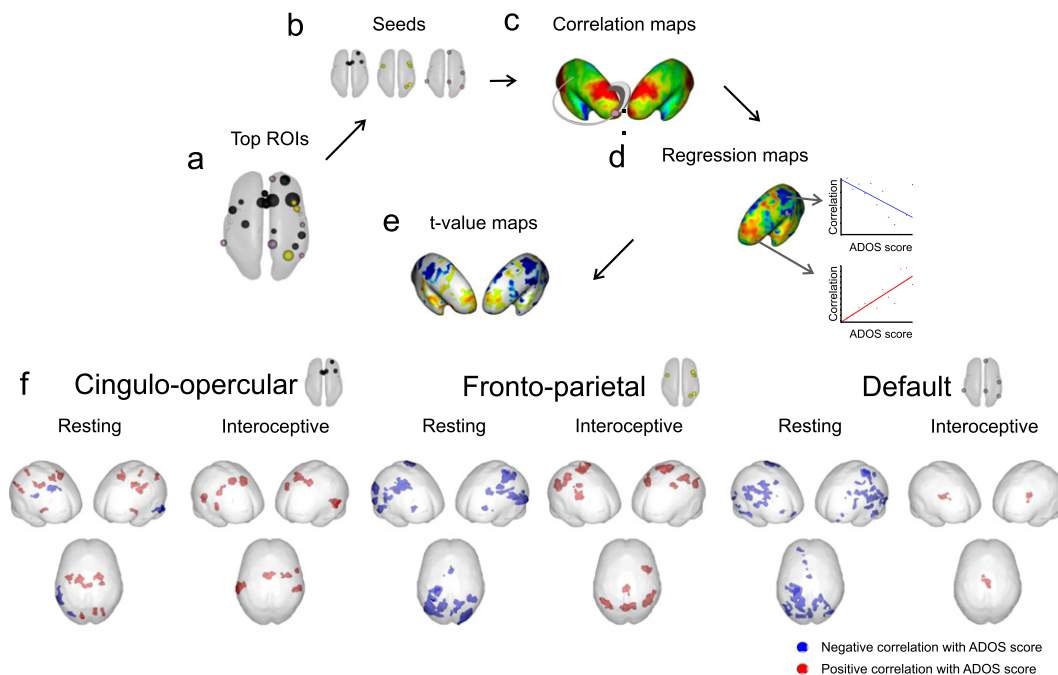 b
Seeds
c
Correlation maps
Top ROIs
a
d
Regression maps
Correlation
ADOS score
e
t-value maps
Correlation
ADOS score
f
Cingulo-opercular
Fronto-parietal
Default
Resting
Interoceptive
Resting
Interoceptive
Resting
Interoceptive
Negative correlation with ADOS score
Positive correlation with ADOS score